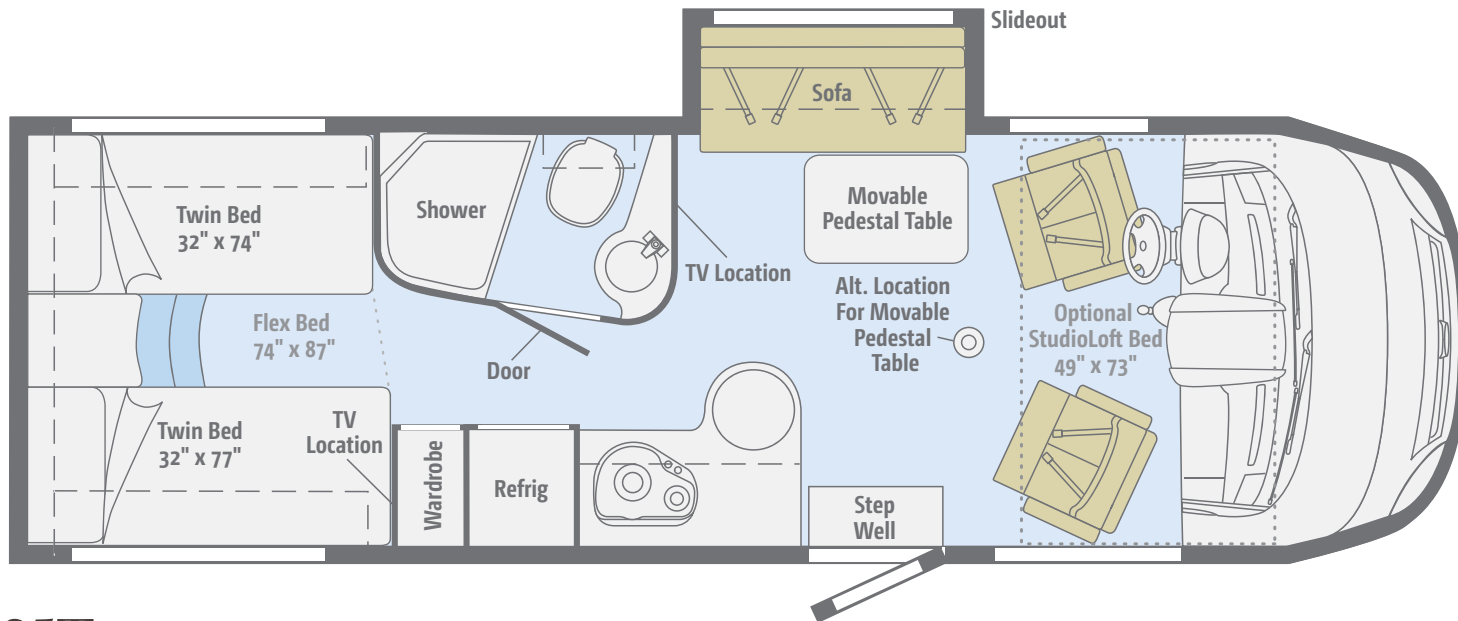 Slideout
Sofa
Twin Bed
32" x 74"
Shower
Movable
Pedestal Table
TV Location
Alt. Location
For Movable
Pedestal
Table
Flex Bed
74" x 87"
Optional
StudioLoft Bed
49" x 73"
Door
Twin Bed
32" x 77"
TV
Location
Wardrobe
Refrig
Step
Well